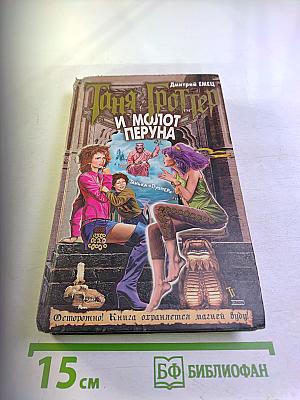 Дмитрий ЕМЕЦ
Таня Гроттер
И МОЛОТ
ПЕРУНА
Осторожно! Книга охраняется магией вуду!
15 см
БФ БИБЛИОФАН